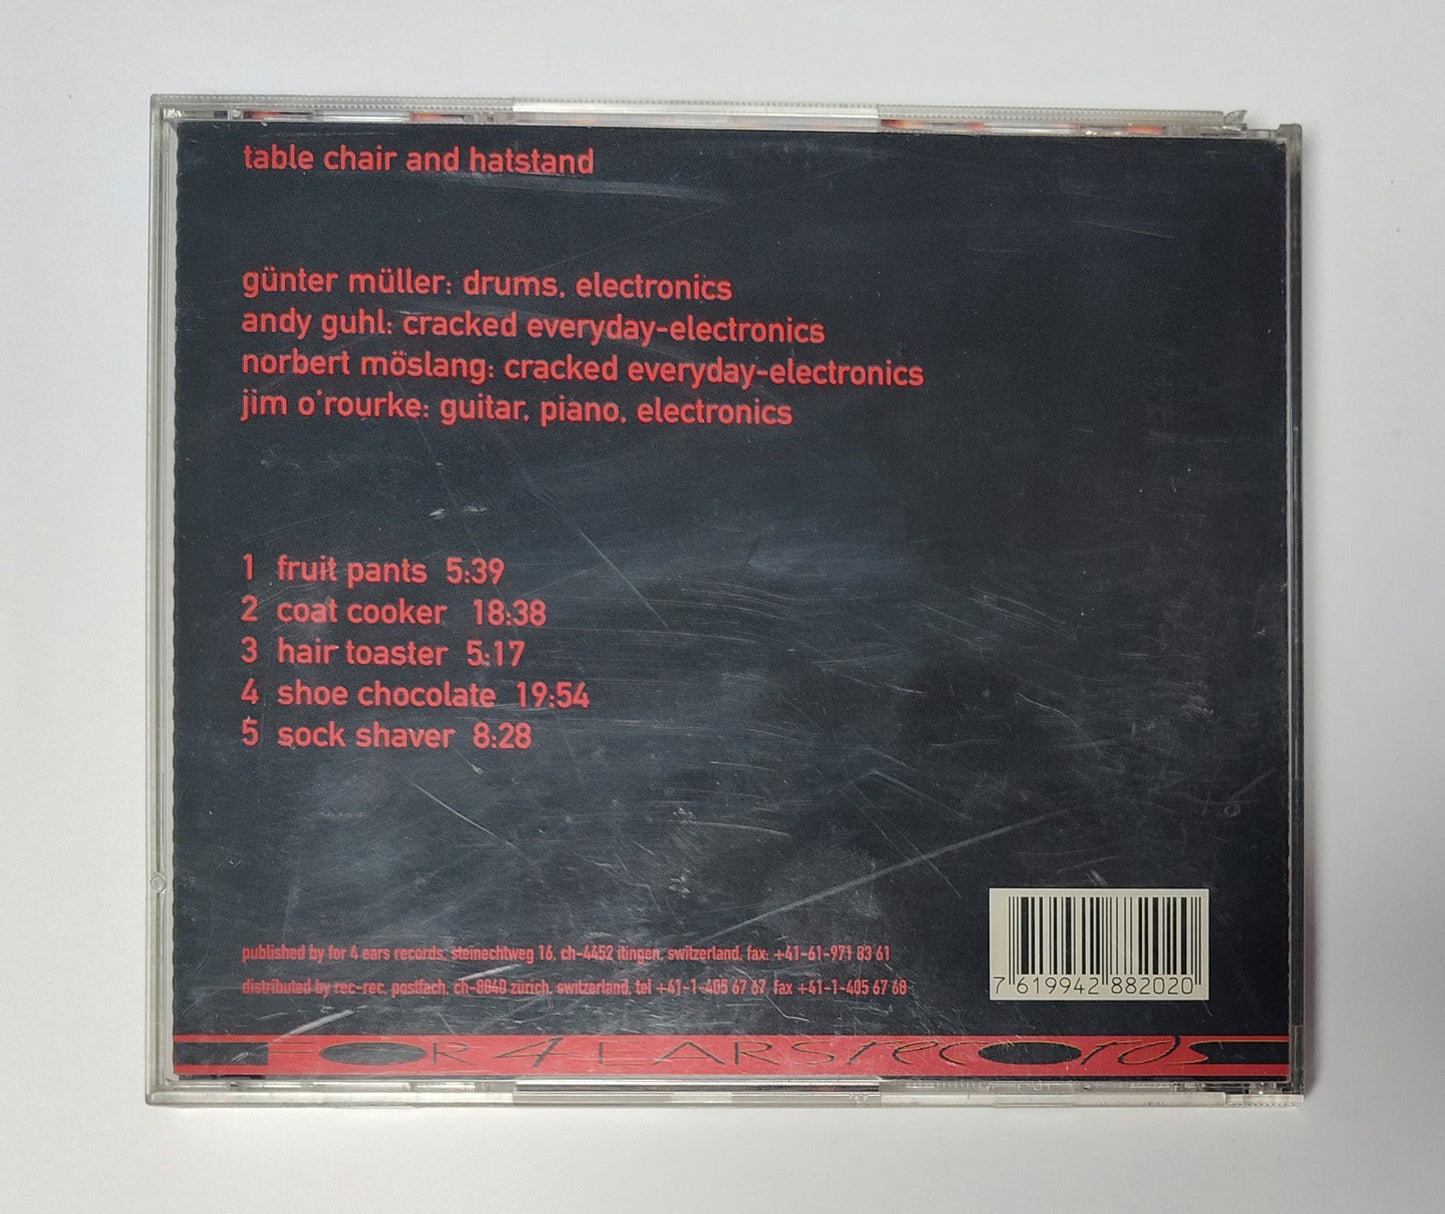 table chair and hatstand
günter müller: drums, electronics
andy guhl: cracked everyday-electronics
norbert möslang: cracked everyday-electronics
jim o'rourke: guitar, piano, electronics
1 fruit pants 5:39
2 coat cooker 18:38
3 hair toaster 5:17
4 shoe chocolate 19:54
5 sock shaver 8:28
published by for 4 ears records, steinechtweg 16, ch-4452 itingen, switzerland, fax: +41-61-971 83 61
distributed by rec-rec, postfach, ch-8040 zürich, switzerland, tel +41-1-405 67 67, fax +41-1-405 67 68
7 619942 882020
FOR 4 EARS records